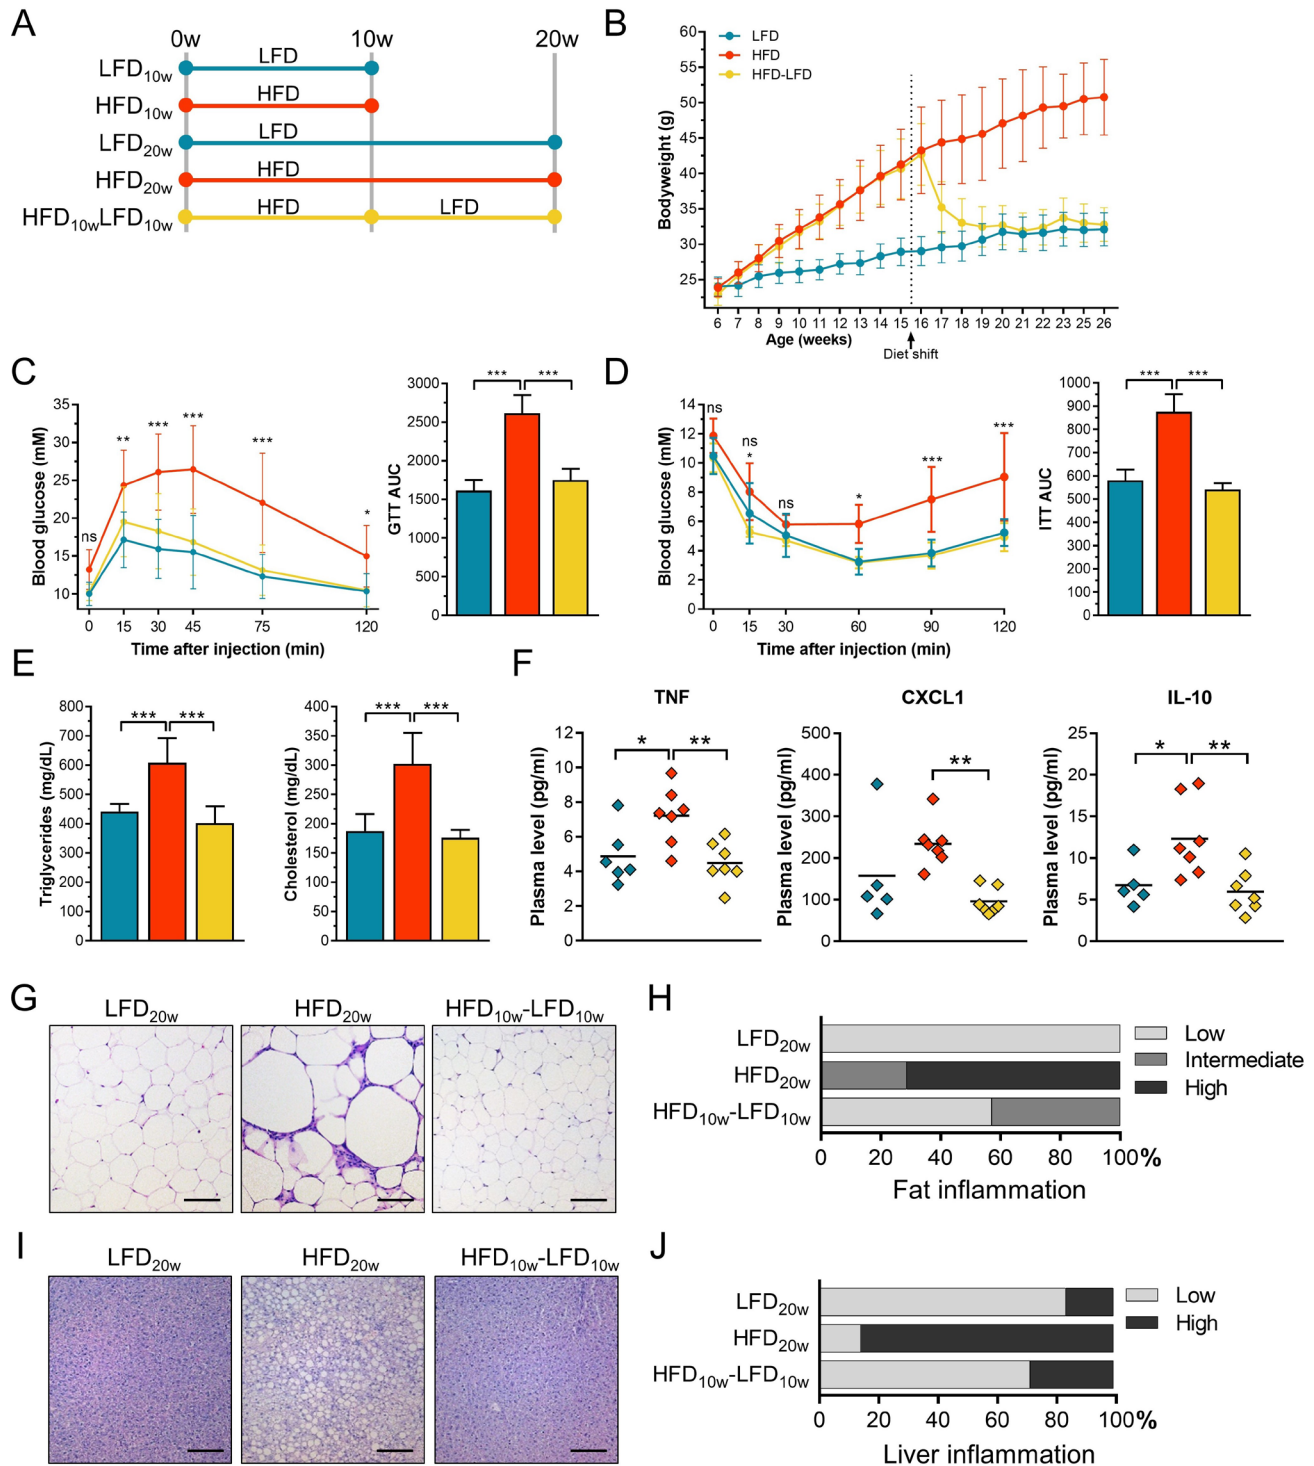 A
0w 10w 20w
LFD10w LFD
HFD10w HFD
LFD20w LFD
HFD20w HFD
HFD10wLFD10w HFD LFD
B
LFD
HFD
HFD-LFD
Bodyweight (g)
60
55
50
45
40
35
30
25
6 7 8 9 10 11 12 13 14 15 16 17 18 19 20 21 22 23 25 26
Age (weeks)
Diet shift
C
Blood glucose (mM)
35
30
25
20
15
10
ns ** *** *** *** *
0 15 30 45 75 120
Time after injection (min)
GTT AUC
3000
2500
2000
1500
1000
500
0
*** ***
D
Blood glucose (mM)
14
12
10
8
6
4
2
0
ns ns * ns * *** ***
0 15 30 60 90 120
Time after injection (min)
ITT AUC
1000
900
800
700
600
500
400
300
200
100
0
*** ***
E
Triglycerides (mg/dL)
800
700
600
500
400
300
200
100
0
*** ***
Cholesterol (mg/dL)
400
350
300
250
200
150
100
50
0
*** ***
F
TNF
Plasma level (pg/ml)
12
10
8
6
4
2
0
* **
CXCL1
Plasma level (pg/ml)
500
400
300
200
100
0
**
IL-10
Plasma level (pg/ml)
25
20
15
10
5
0
* **
G
LFD20w HFD20w HFD10w-LFD10w
H
LFD20w
HFD20w
HFD10w-LFD10w
Low
Intermediate
High
0 20 40 60 80 100%
Fat inflammation
I
LFD20w HFD20w HFD10w-LFD10w
J
LFD20w
HFD20w
HFD10w-LFD10w
Low
High
0 20 40 60 80 100%
Liver inflammation